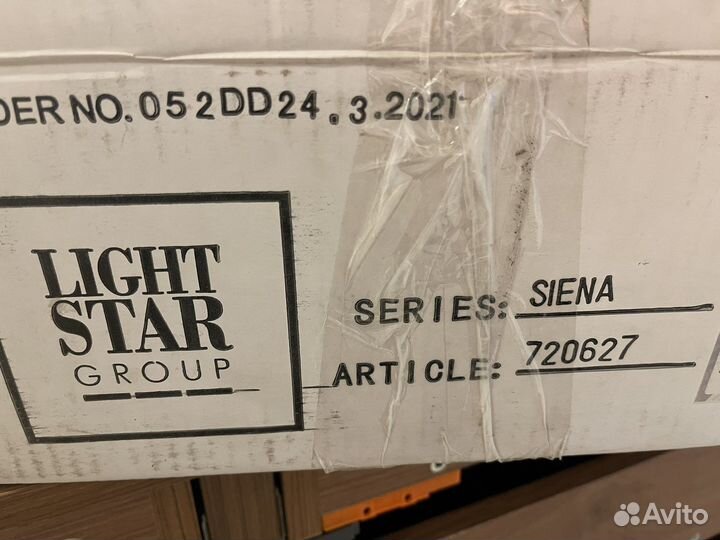 DER NO. 052DD24.3.2021
LIGHT
STAR
GROUP
SERIES: SIENA
ARTICLE: 720627
Avito